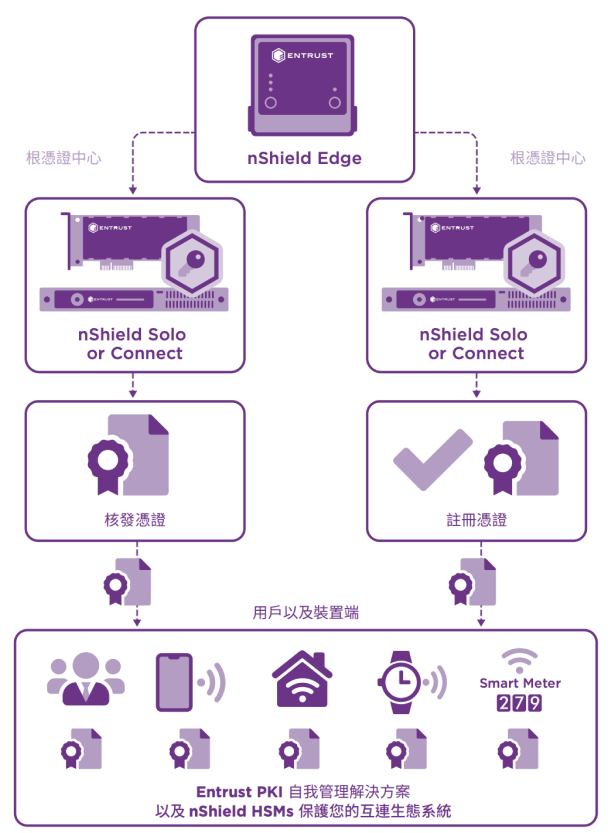 ENTRUST
nShield Edge
根憑證中心
根憑證中心
ENTRUST
ENTRUST
nShield Solo
or Connect
ENTRUST
ENTRUST
nShield Solo
or Connect
核發憑證
註冊憑證
用戶以及裝置端
Smart Meter
279
Entrust PKI 自我管理解決方案
以及 nShield HSMs 保護您的互連生態系統